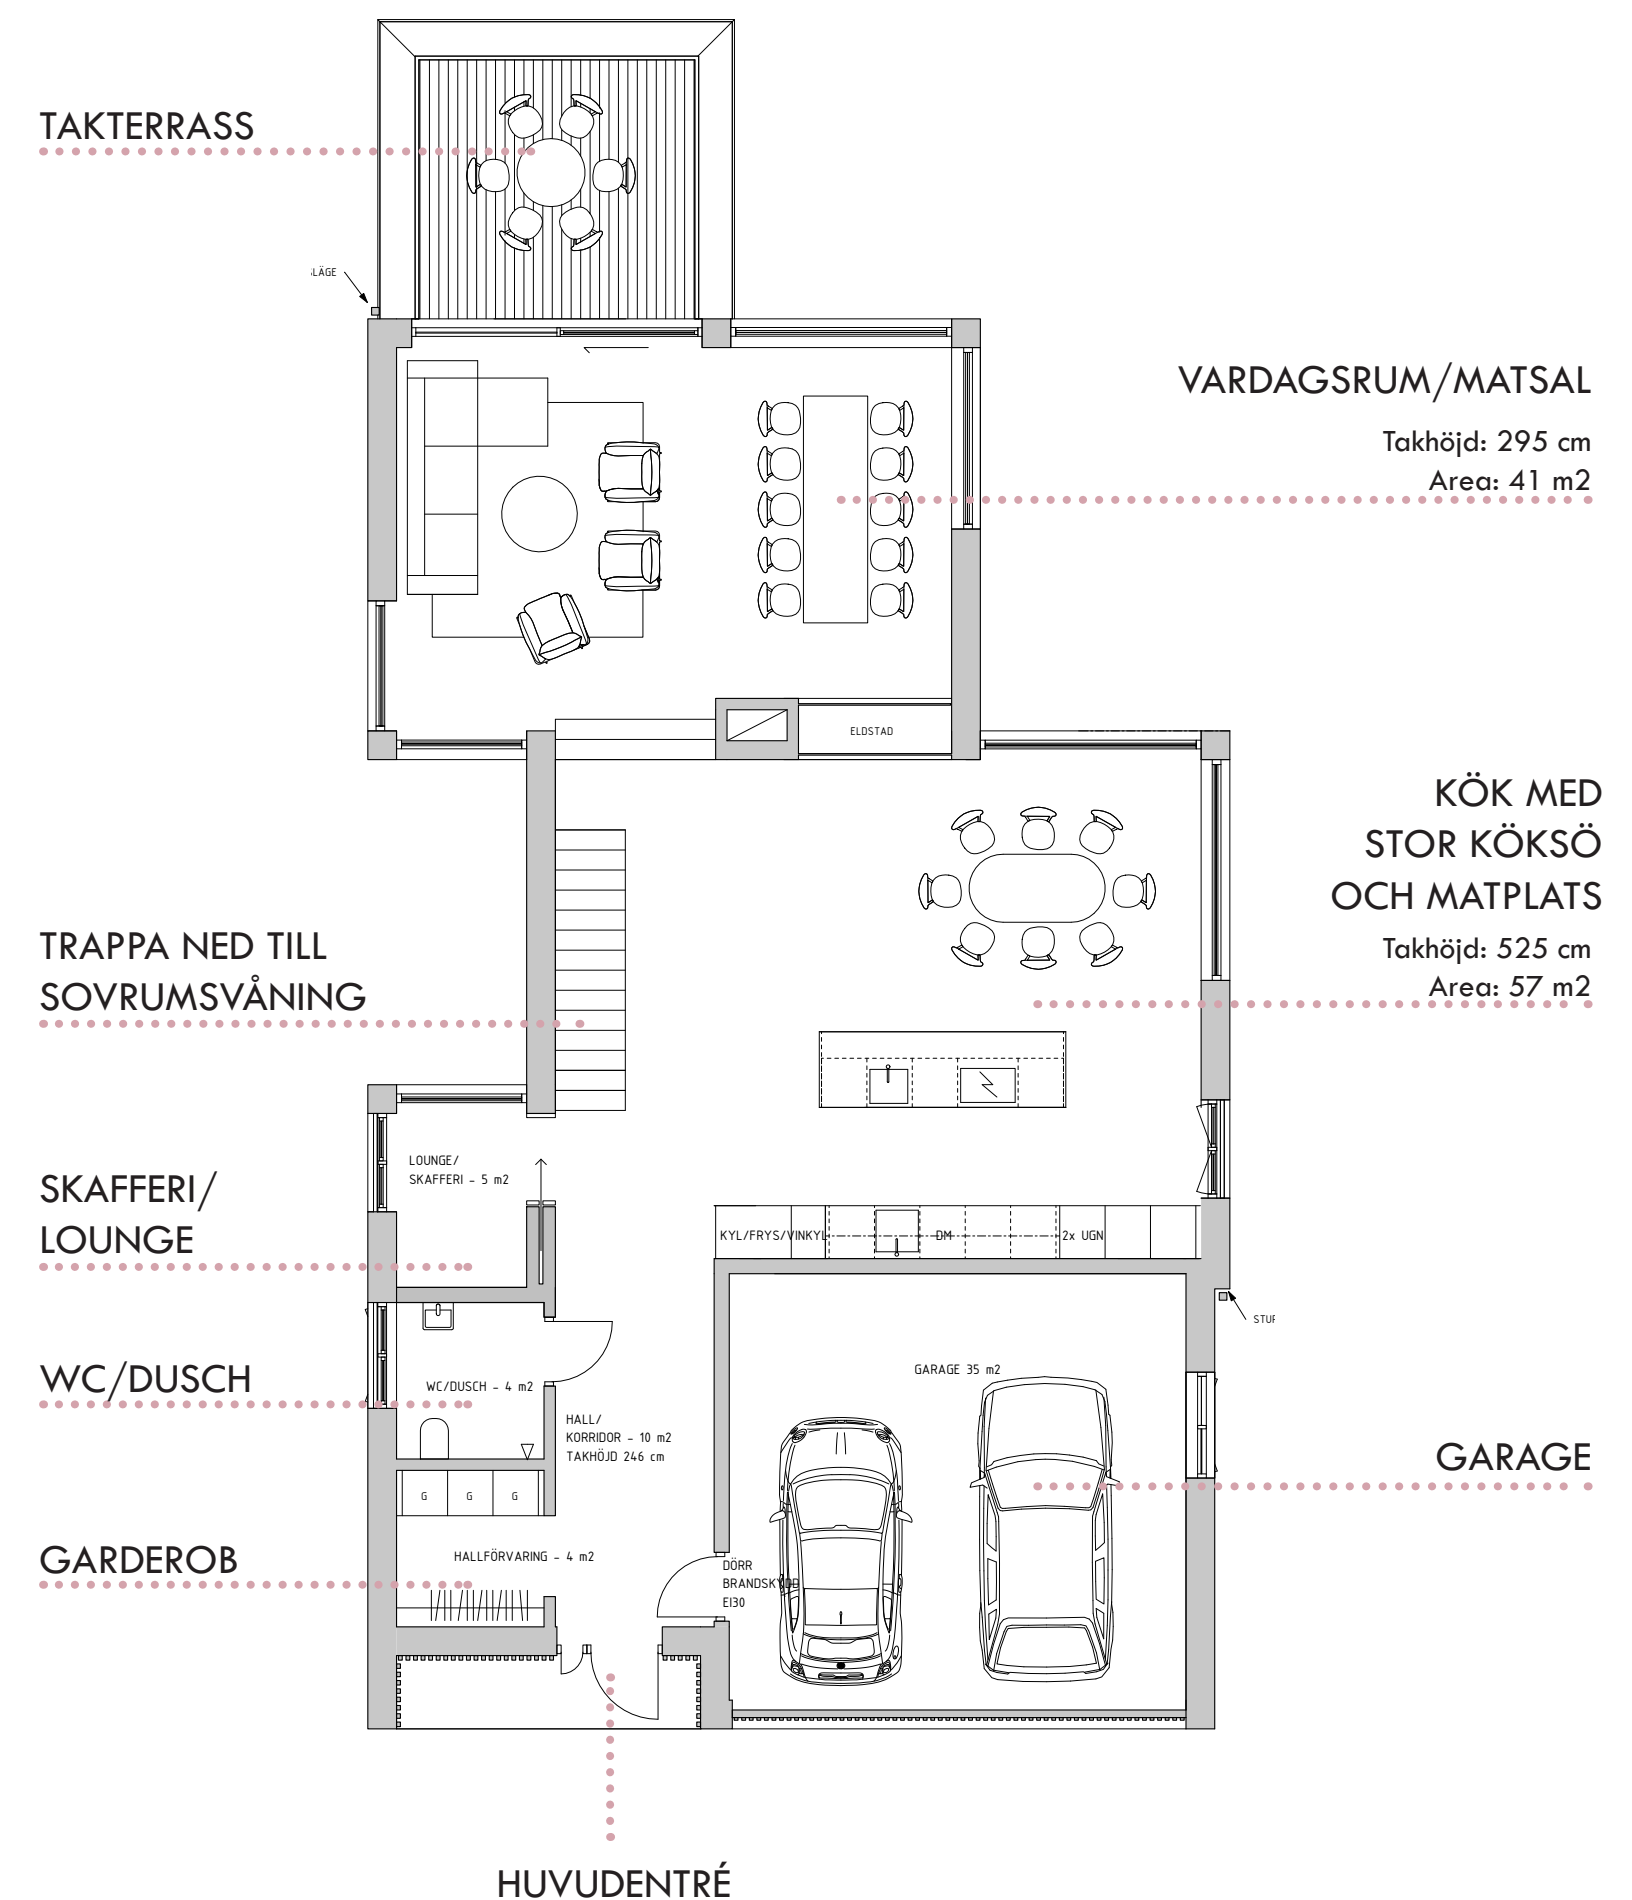 TAKTERRASS
LÄGE
VARDAGSRUM/MATSAL
Takhöjd: 295 cm
Area: 41 m2
ELDSTAD
KÖK MED
STOR KÖKSÖ
OCH MATPLATS
Takhöjd: 525 cm
Area: 57 m2
TRAPPA NED TILL
SOVRUMSVÅNING
LOUNGE/
SKAFFERI - 5 m2
SKAFFERI/
LOUNGE
KYL/FRYS/VINKYL
DM
2x UGN
STUP
WC/DUSCH
WC/DUSCH - 4 m2
GARAGE 35 m2
HALL/
KORRIDOR - 10 m2
TAKHÖJD 246 cm
GARAGE
G G G
GARDEROB
HALLFÖRVARING - 4 m2
DÖRR
BRANDSKYDD
EI30
HUVUDENTRÉ